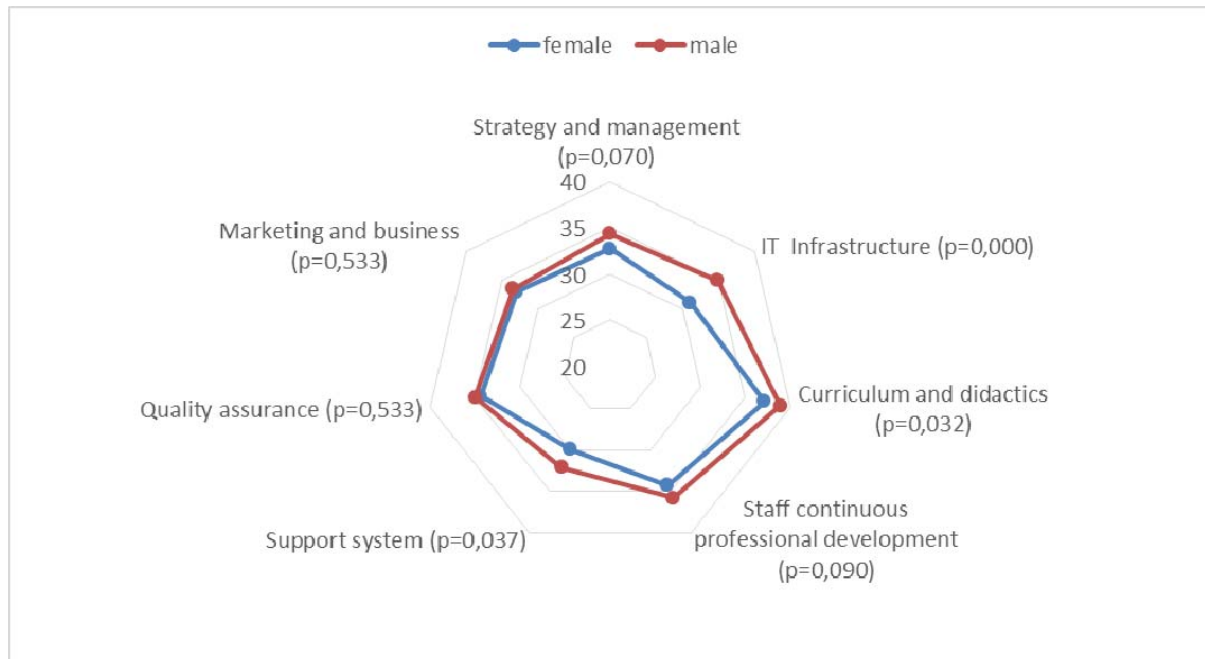 female male
Strategy and management
(p=0,070)
40
35
30
25
20
IT Infrastructure (p=0,000)
Curriculum and didactics
(p=0,032)
Staff continuous
professional development
(p=0,090)
Support system (p=0,037)
Quality assurance (p=0,533)
Marketing and business
(p=0,533)